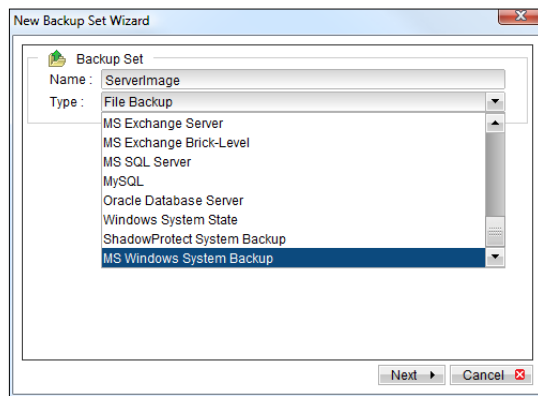 New Backup Set Wizard
Backup Set
Name : ServerImage
Type : File Backup
MS Exchange Server
MS Exchange Brick-Level
MS SQL Server
MySQL
Oracle Database Server
Windows System State
ShadowProtect System Backup
MS Windows System Backup
Next Cancel